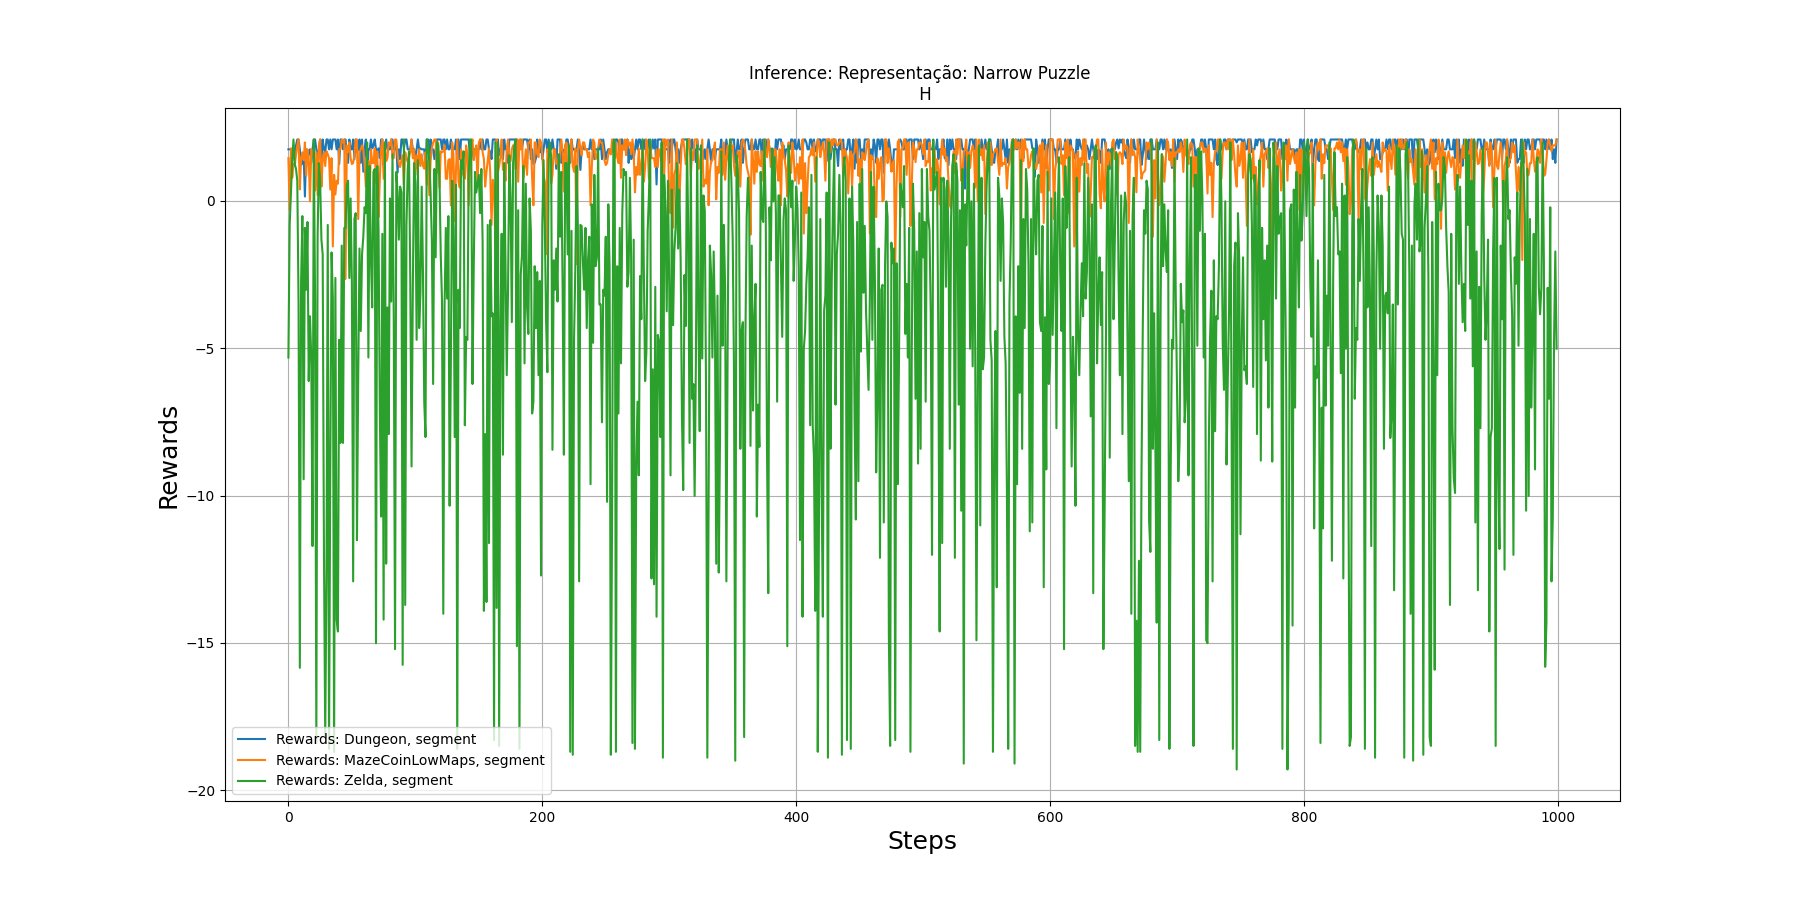 Inference: Representação: Narrow Puzzle
H
Rewards
0
−5
−10
−15
−20
Rewards: Dungeon, segment
Rewards: MazeCoinLowMaps, segment
Rewards: Zelda, segment
0 200 400 600 800 1000
Steps